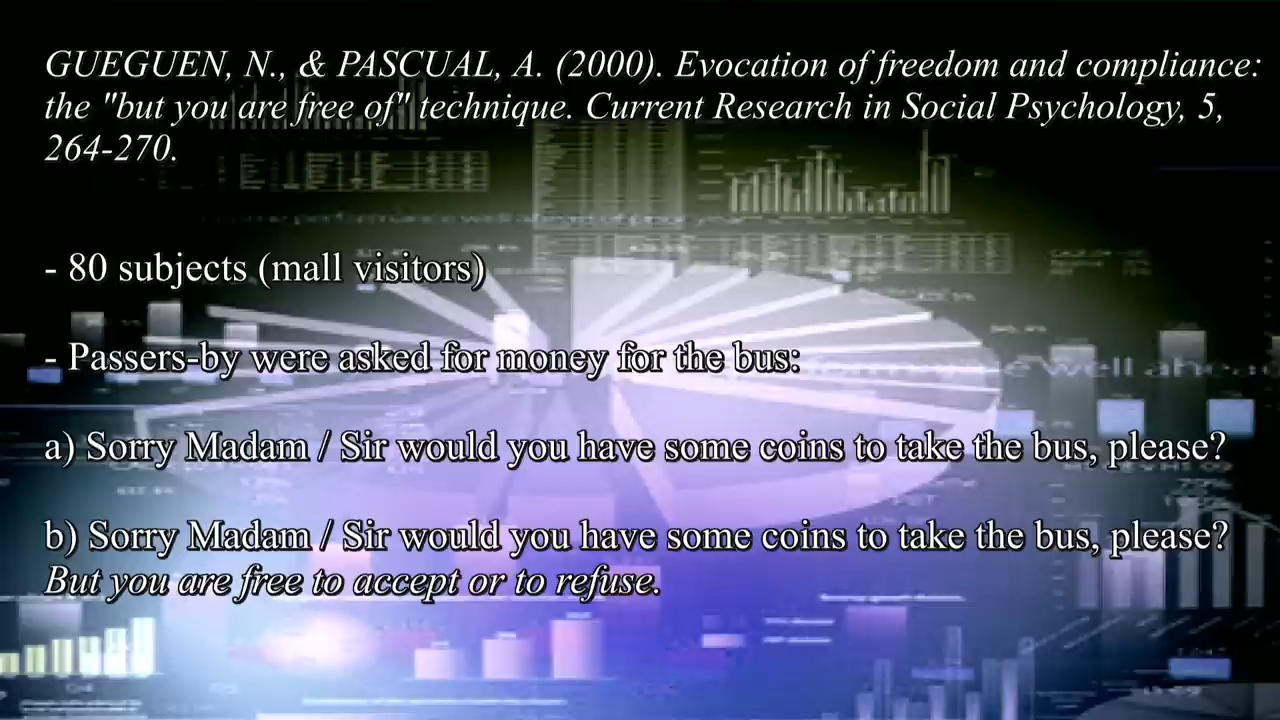 GUEGUEN, N., & PASCUAL, A. (2000). Evocation of freedom and compliance:
the "but you are free of" technique. Current Research in Social Psychology, 5,
264-270.
- 80 subjects (mall visitors)
- Passers-by were asked for money for the bus:
a) Sorry Madam / Sir would you have some coins to take the bus, please?
b) Sorry Madam / Sir would you have some coins to take the bus, please?
But you are free to accept or to refuse.